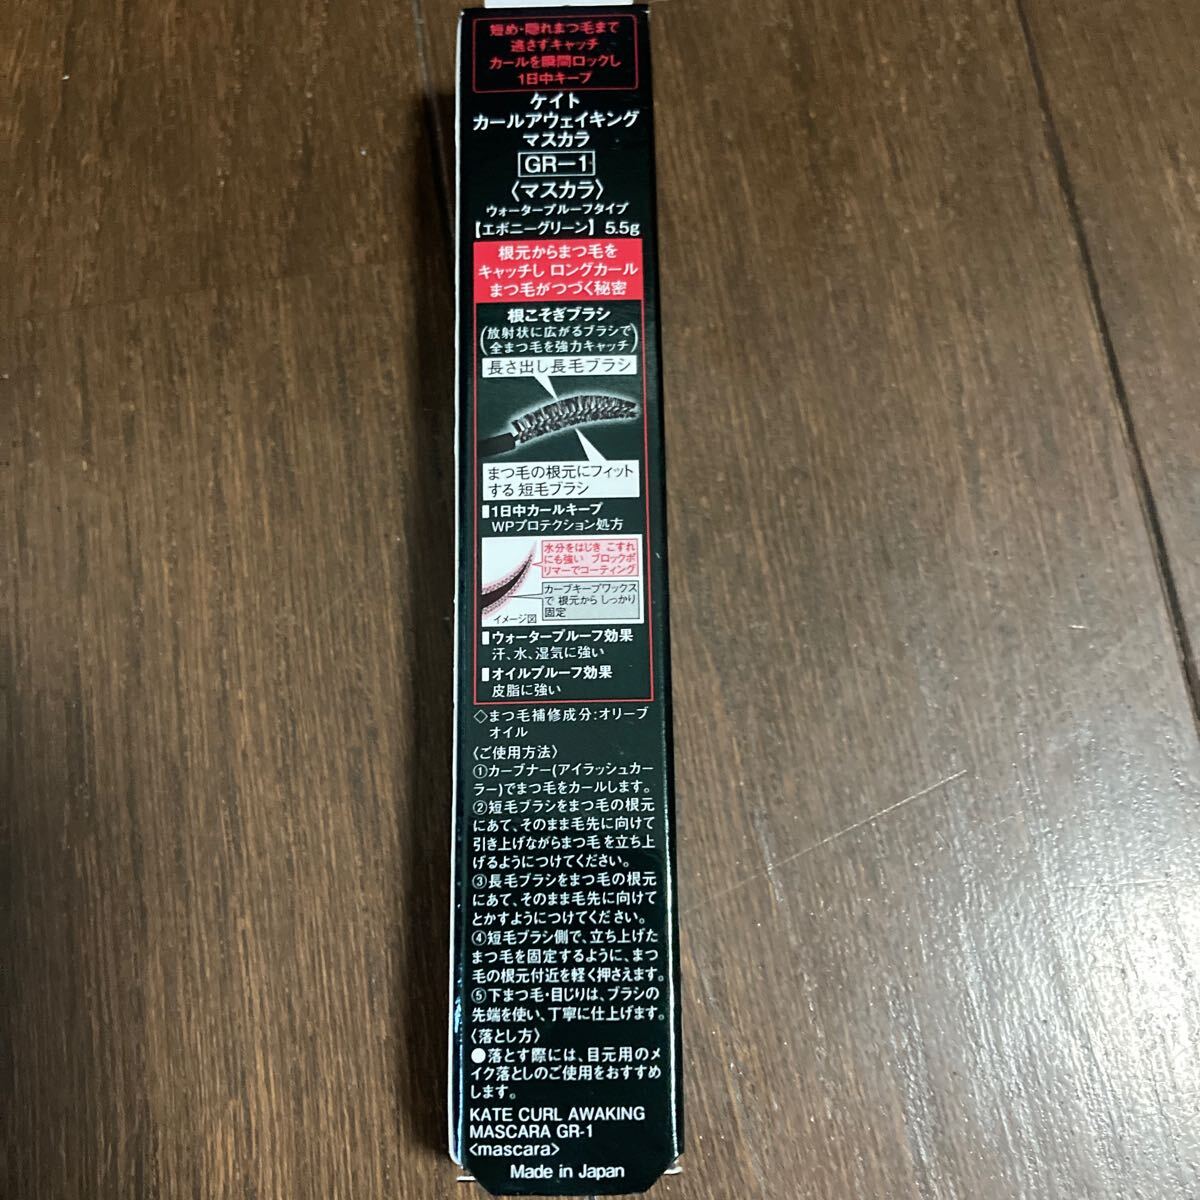 短め・隠れまつ毛まで
逃さずキャッチ
カールを瞬間ロックし
1日中キープ
ケイト
カールアウェイキング
マスカラ
GR-1
〈マスカラ〉
ウォータープルーフタイプ
【エボニーグリーン】 5.5g
根元からまつ毛を
キャッチし ロングカール
まつ毛がつづく秘密
根こそぎブラシ
(放射状に広がるブラシで
全まつ毛を強力キャッチ)
長さ出し長毛ブラシ
まつ毛の根元にフィット
する 短毛ブラシ
1日中カールキープ
WPプロテクション処方
水分をはじき こすれ
にも強い ブロックポ
リマーでコーティング
カーブキープワックス
で 根元から しっかり
固定
イメージ図
ウォータープルーフ効果
汗、水、湿気に強い
オイルプルーフ効果
皮脂に強い
◇まつ毛補修成分:オリーブ
オイル
〈ご使用方法〉
①カーブナー(アイラッシュカー
ラー)でまつ毛をカールします。
②短毛ブラシをまつ毛の根元
にあて、そのまま毛先に向けて
引き上げながらまつ毛を立ち上
げるようにつけてください。
③長毛ブラシをまつ毛の根元
にあて、そのまま毛先に向けて
とかすようにつけてください。
④短毛ブラシ側で、立ち上げた
まつ毛を固定するように、まつ
毛の根元付近を軽く押さえます。
⑤下まつ毛・目じりは、ブラシの
先端を使い、丁寧に仕上げます。
〈落とし方〉
●落とす際には、目元用のメ
イク落としのご使用をおすすめ
します。
KATE CURL AWAKING
MASCARA GR-1
<mascara>
Made in Japan